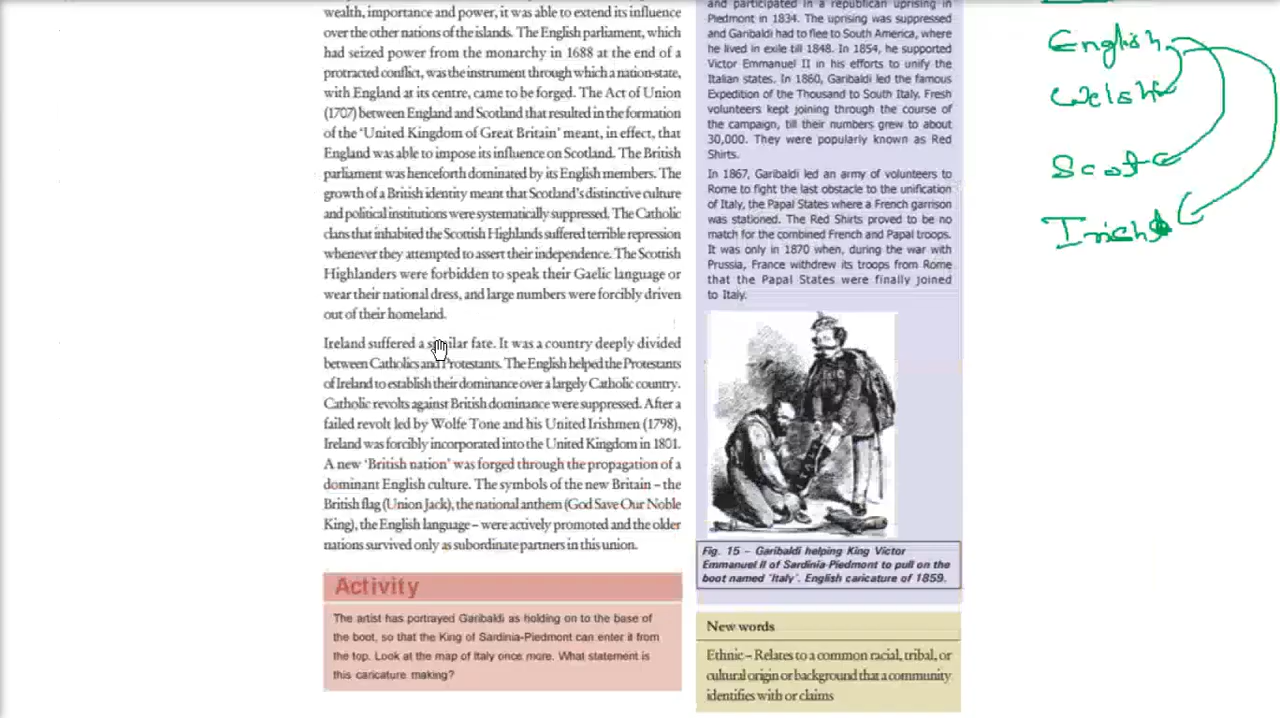 wealth, importance and power, it was able to extend its influence
over the other nations of the islands. The English parliament, which
had seized power from the monarchy in 1688 at the end of a
protracted conflict, was the instrument through which a nation-state,
with England at its centre, came to be forged. The Act of Union
(1707) between England and Scotland that resulted in the formation
of the ‘United Kingdom of Great Britain’ meant, in effect, that
England was able to impose its influence on Scotland. The British
parliament was henceforth dominated by its English members. The
growth of a British identity meant that Scotland’s distinctive culture
and political institutions were systematically suppressed. The Catholic
clans that inhabited the Scottish Highlands suffered terrible repression
whenever they attempted to assert their independence. The Scottish
Highlanders were forbidden to speak their Gaelic language or
wear their national dress, and large numbers were forcibly driven
out of their homeland.
Ireland suffered a similar fate. It was a country deeply divided
between Catholics and Protestants. The English helped the Protestants
of Ireland to establish their dominance over a largely Catholic country.
Catholic revolts against British dominance were suppressed. After a
failed revolt led by Wolfe Tone and his United Irishmen (1798),
Ireland was forcibly incorporated into the United Kingdom in 1801.
A new ‘British nation’ was forged through the propagation of a
dominant English culture. The symbols of the new Britain – the
British flag (Union Jack), the national anthem (God Save Our Noble
King), the English language – were actively promoted and the older
nations survived only as subordinate partners in this union.
Activity
The artist has portrayed Garibaldi as holding on to the base of
the boot, so that the King of Sardinia-Piedmont can enter it from
the top. Look at the map of Italy once more. What statement is
this caricature making?
and participated in a republican uprising in
Piedmont in 1834. The uprising was suppressed
and Garibaldi had to flee to South America, where
he lived in exile till 1848. In 1854, he supported
Victor Emmanuel II in his efforts to unify the
Italian states. In 1860, Garibaldi led the famous
Expedition of the Thousand to South Italy. Fresh
volunteers kept joining through the course of
the campaign, till their numbers grew to about
30,000. They were popularly known as Red
Shirts.
In 1867, Garibaldi led an army of volunteers to
Rome to fight the last obstacle to the unification
of Italy, the Papal States where a French garrison
was stationed. The Red Shirts proved to be no
match for the combined French and Papal troops.
It was only in 1870 when, during the war with
Prussia, France withdrew its troops from Rome
that the Papal States were finally joined
to Italy.
Fig. 15 – Garibaldi helping King Victor
Emmanuel II of Sardinia-Piedmont to pull on the
boot named ‘Italy’. English caricature of 1859.
New words
Ethnic – Relates to a common racial, tribal, or
cultural origin or background that a community
identifies with or claims
English
Welsh
Scot
Irish